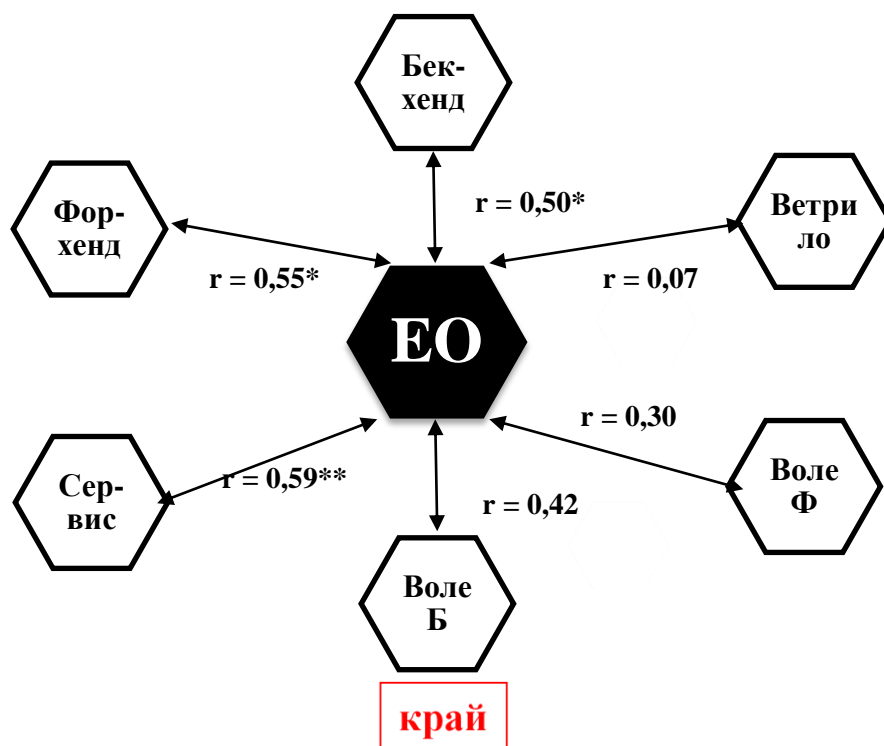 Бек-
хенд
Фор-
хенд
r = 0,50*
Ветри
ло
r = 0,55*
r = 0,07
ЕО
r = 0,30
Сер-
вис
r = 0,59**
r = 0,42
Воле
Ф
Воле
Б
край